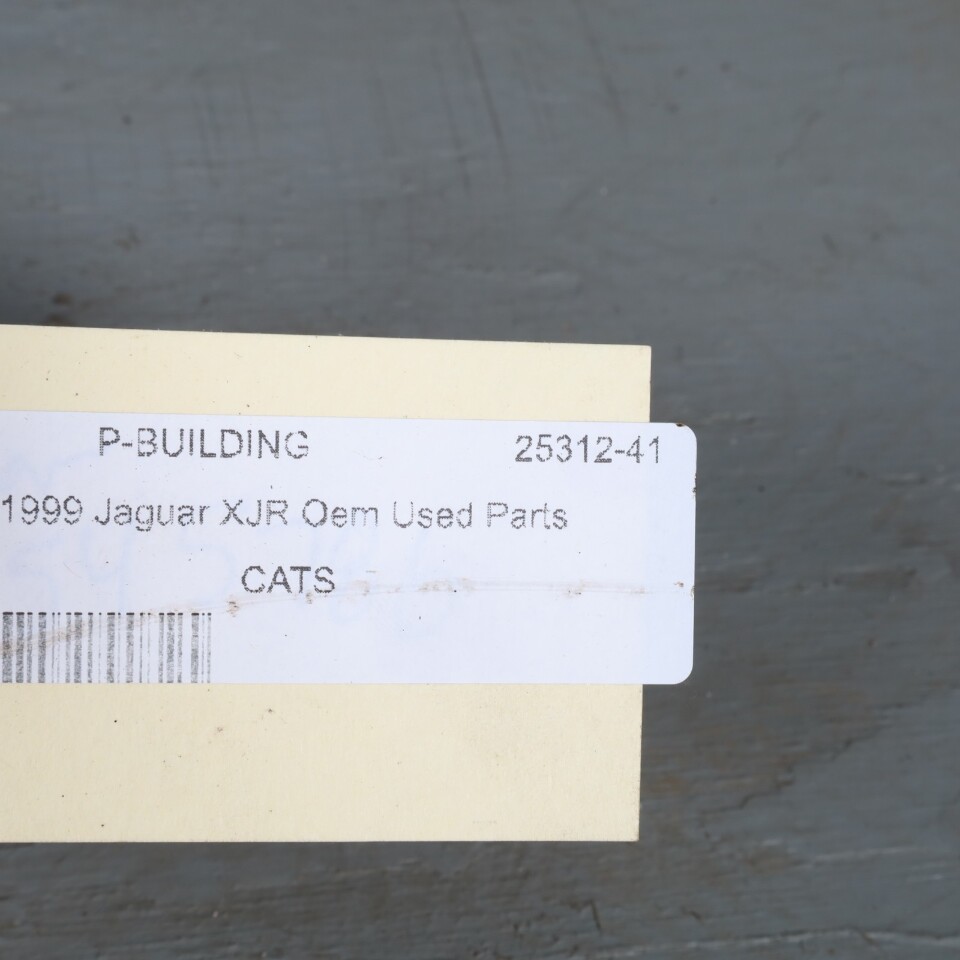 P-BUILDING 25312-41
1999 Jaguar XJR Oem Used Parts
CATS